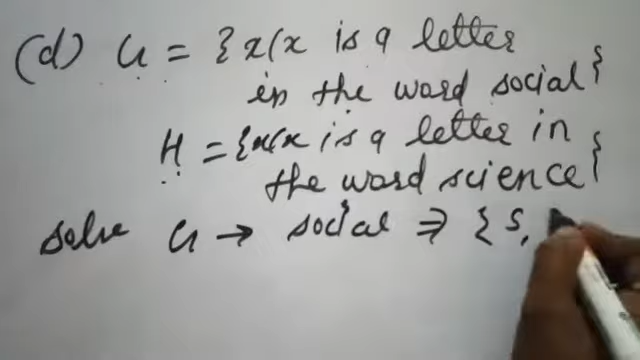 (d) G = {x(x is a letter
in the word social}
H = {x(x is a letter in
the word science}
solve G → social ⇒ {s,